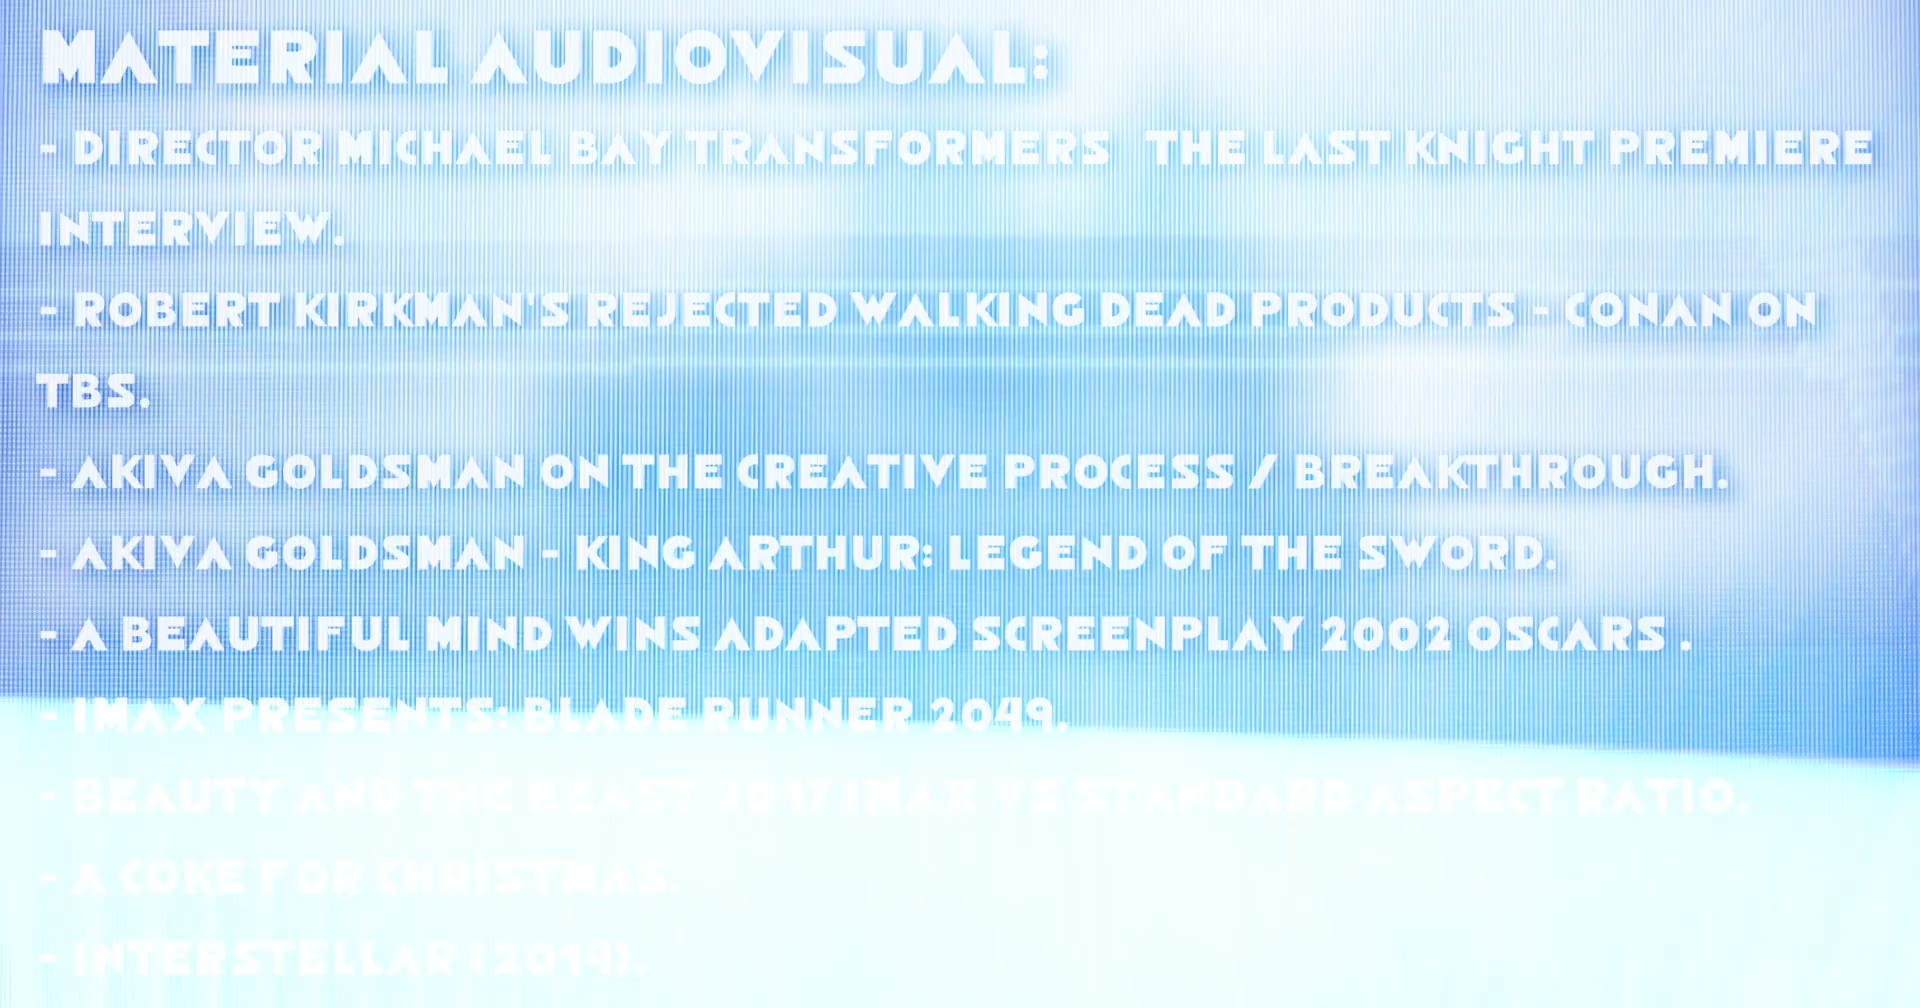 MATERIAL AUDIOVISUAL:
- DIRECTOR MICHAEL BAY TRANSFORMERS THE LAST KNIGHT PREMIERE
INTERVIEW.
- ROBERT KIRKMAN'S REJECTED WALKING DEAD PRODUCTS - CONAN ON
TBS.
- AKIVA GOLDSMAN ON THE CREATIVE PROCESS / BREAKTHROUGH.
- AKIVA GOLDSMAN - KING ARTHUR: LEGEND OF THE SWORD.
- A BEAUTIFUL MIND WINS ADAPTED SCREENPLAY 2002 OSCARS .
- IMAX PRESENTS: BLADE RUNNER 2049.
- BEAUTY AND THE BEAST 2017 IMAX VS STANDARD ASPECT RATIO.
- A COKE FOR CHRISTMAS.
- INTERSTELLAR (2014).